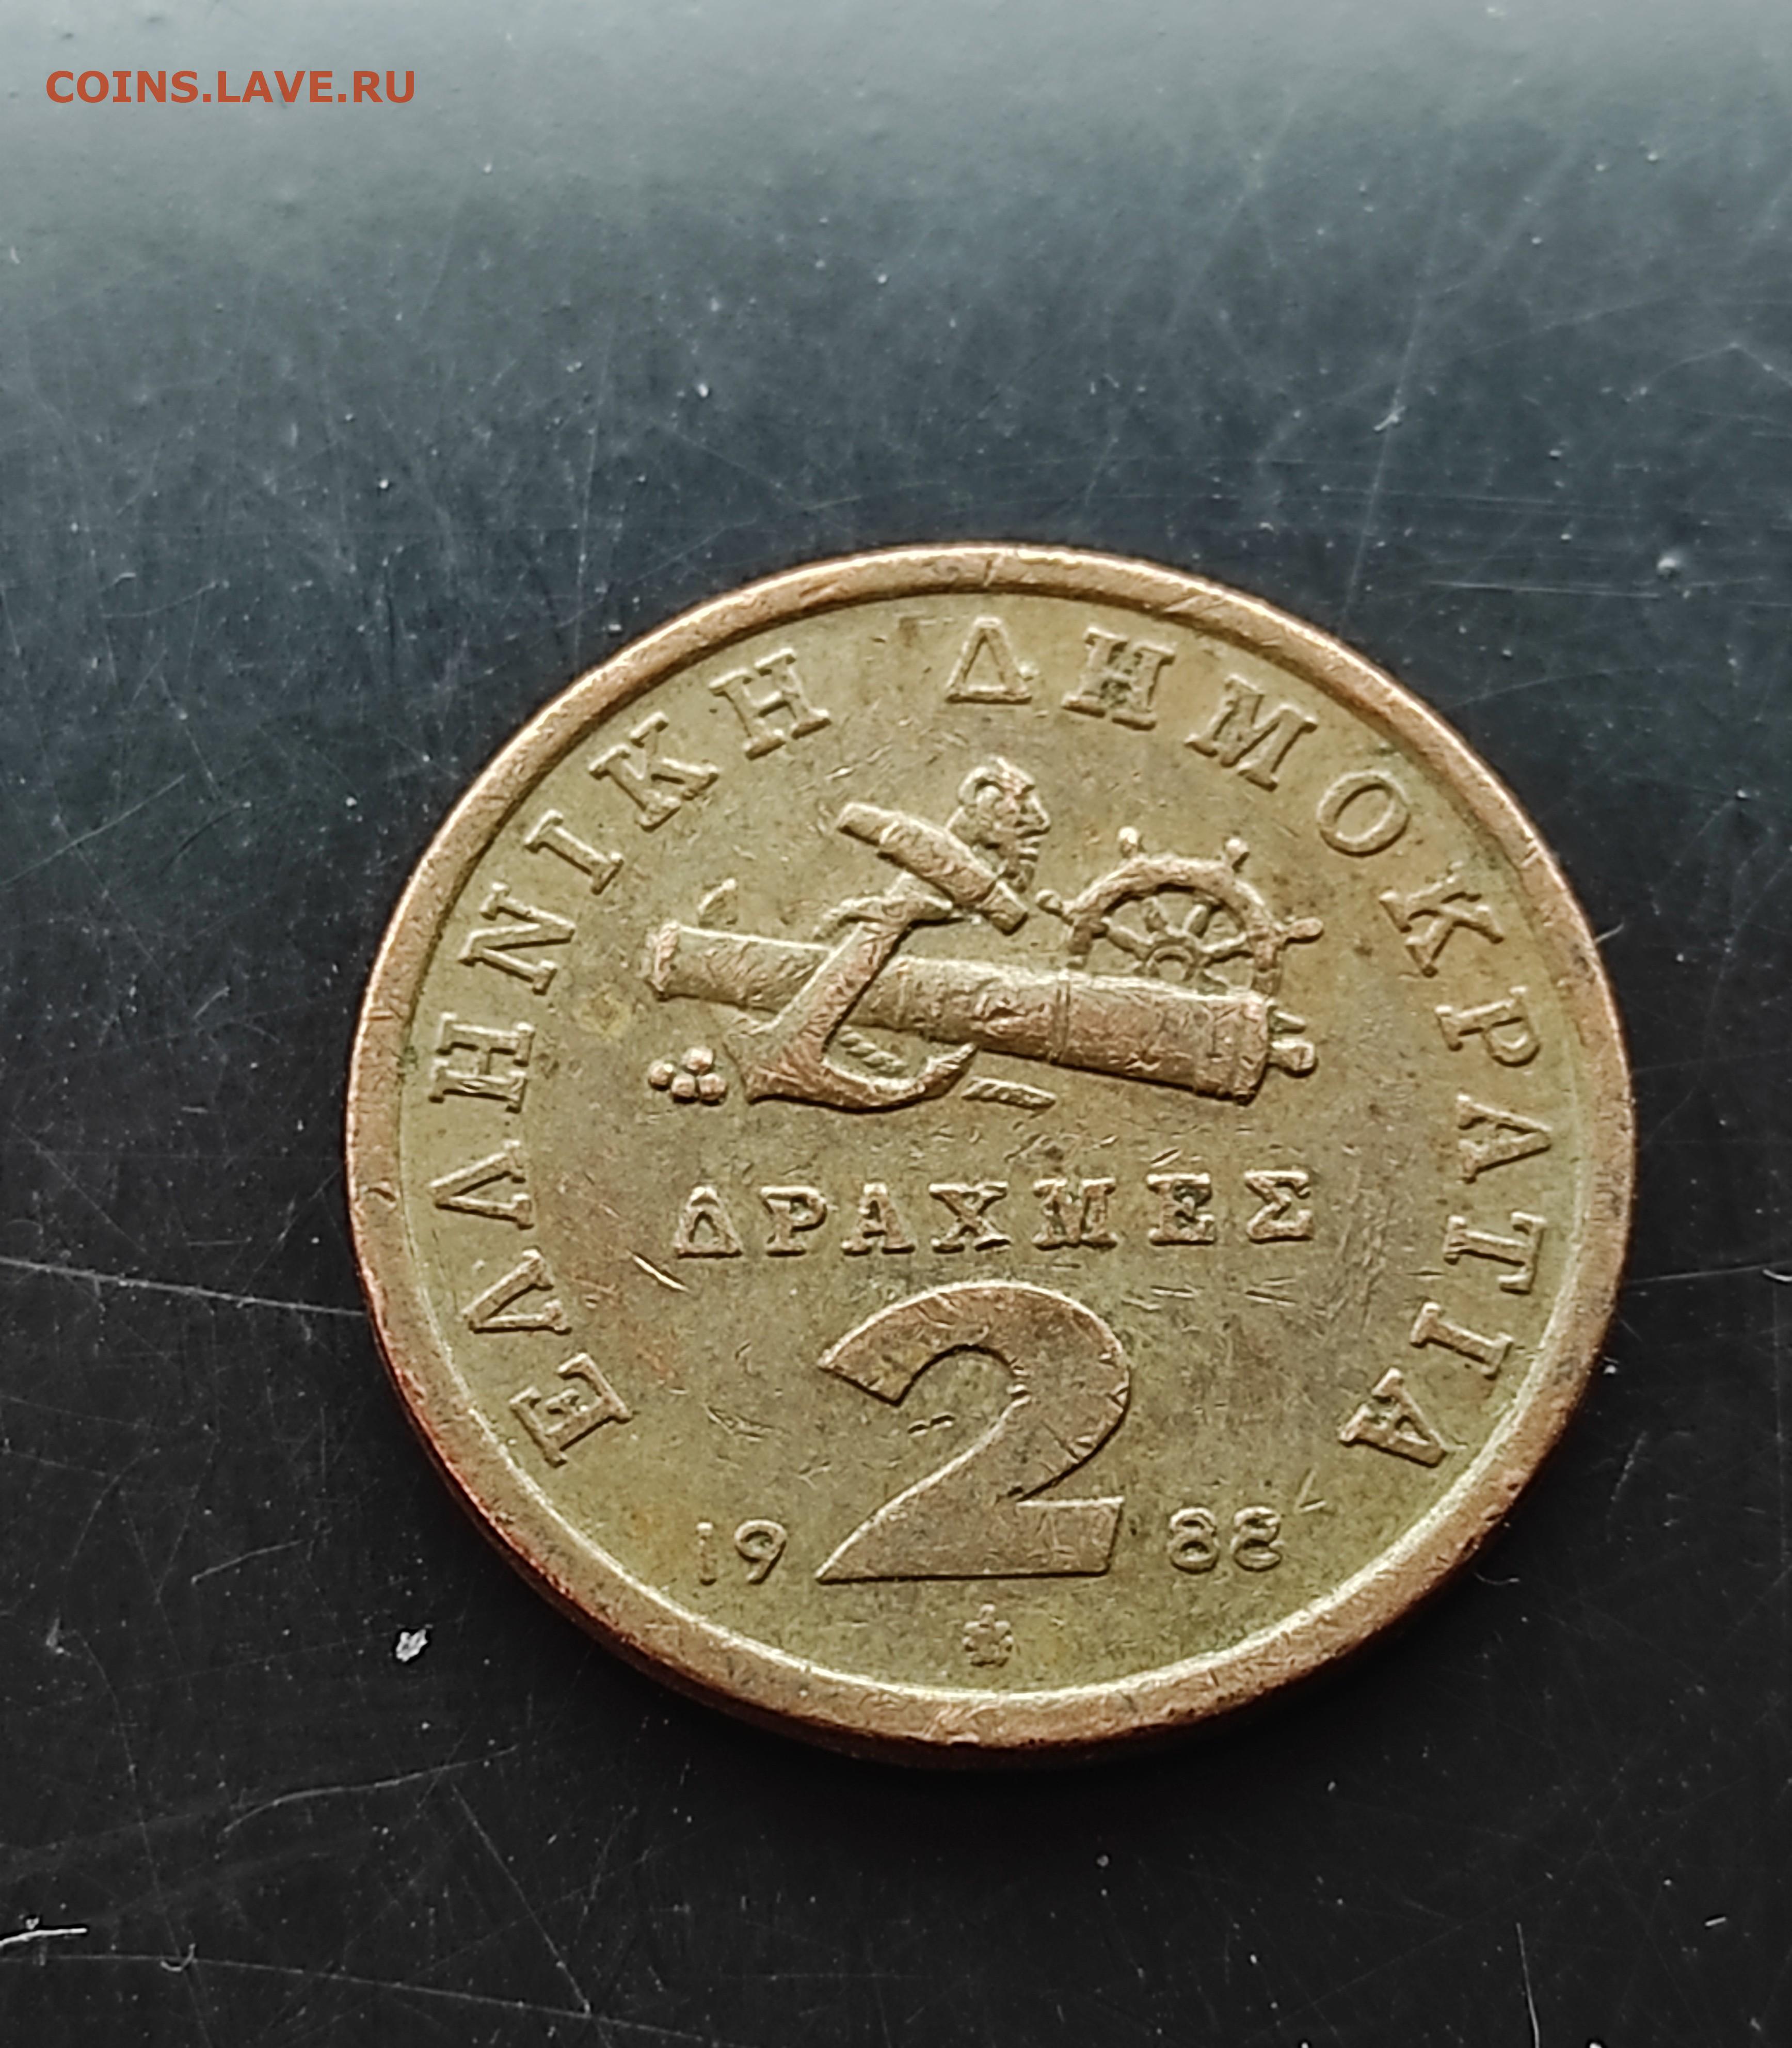 COINS.LAVE.RU
ΕΛΛΗΝΙΚΗ ΔΗΜΟΚΡΑΤΙΑ
ΔΡΑΧΜΕΣ
2
19 88